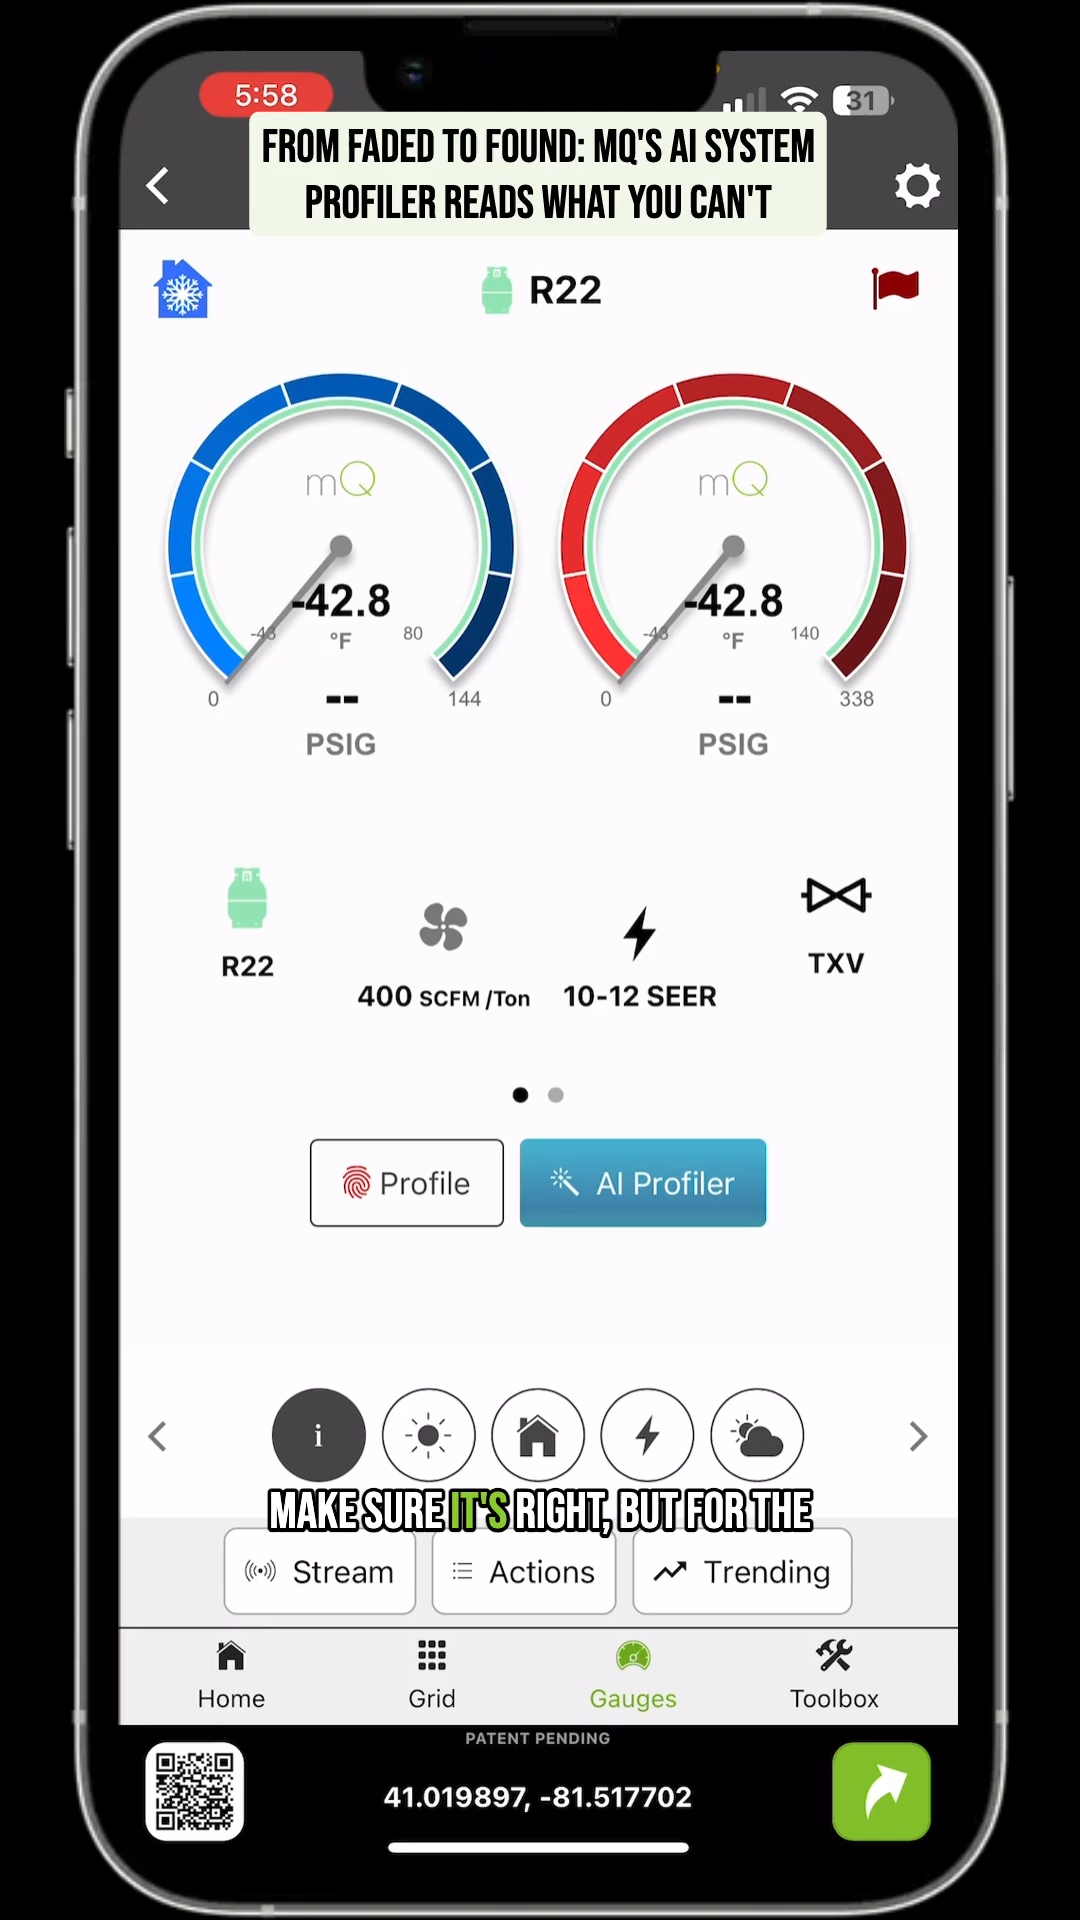 5:58
31
FROM FADED TO FOUND: MQ'S AI SYSTEM
PROFILER READS WHAT YOU CAN'T
R22
mQ
mQ
-42.8
-42.8
-43
°F
80
-43
°F
140
0
--
144
0
--
338
PSIG
PSIG
R22
400 SCFM /Ton
10-12 SEER
TXV
Profile
AI Profiler
i
MAKE SURE IT'S RIGHT, BUT FOR THE
Stream
Actions
Trending
Home
Grid
Gauges
Toolbox
PATENT PENDING
41.019897, -81.517702